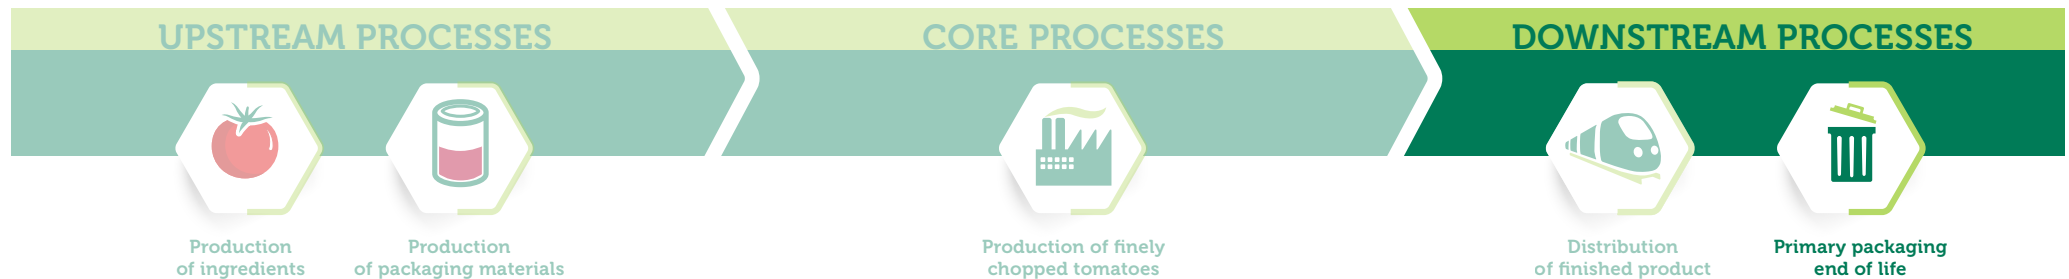 UPSTREAM PROCESSES
CORE PROCESSES
DOWNSTREAM PROCESSES
Production
of ingredients
Production
of packaging materials
Production of finely
chopped tomatoes
Distribution
of finished product
Primary packaging
end of life